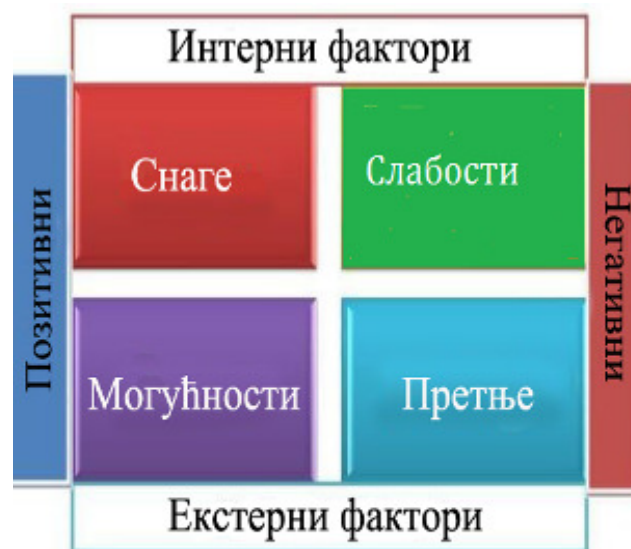 Интерни фактори
Позитивни
Снаге
Слабости
Негативни
Могућности
Претње
Екстерни фактори